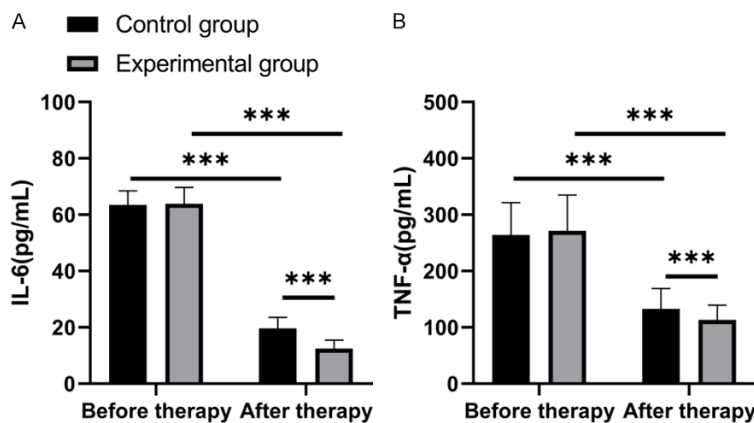 A
Control group
Experimental group
IL-6(pg/mL)
100
80
60
40
20
0
***
***
***
Before therapy
After therapy
B
TNF-α(pg/mL)
500
400
300
200
100
0
***
***
***
Before therapy
After therapy